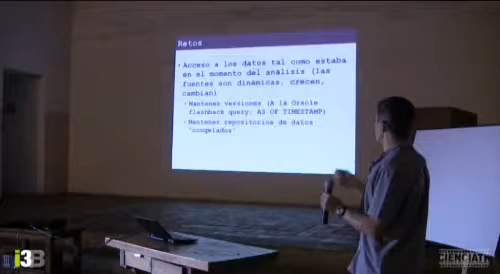 Retos
• Acceso a los datos tal como estaba
en el momento del análisis (las
fuentes son dinámicas, crecen,
cambian)
• Mantener versiones (A la Oracle
flashback query: AS OF TIMESTAMP)
• Mantener repositorios de datos
"congelados"
i3B
CIENCIATK